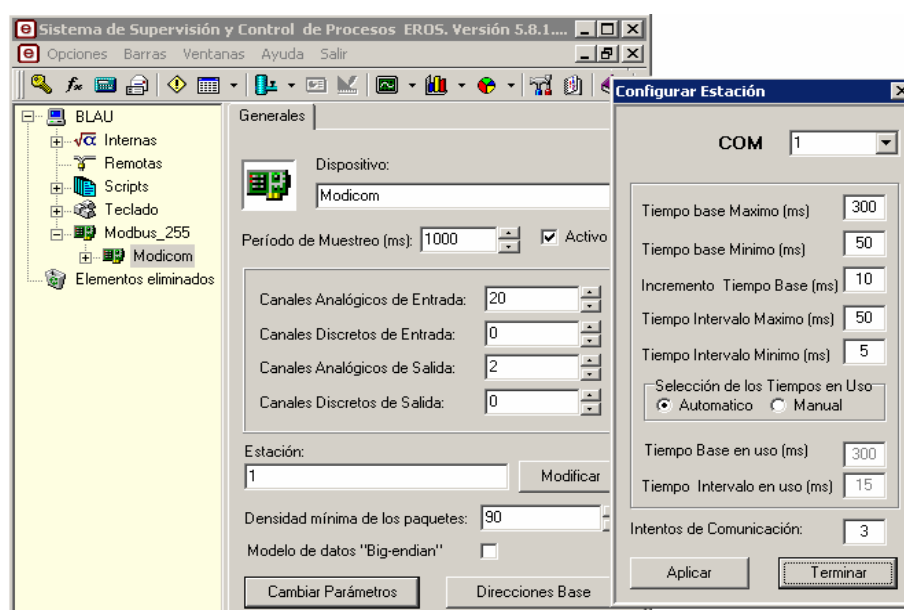 Sistema de Supervisión y Control de Procesos EROS. Versión 5.8.1....
Opciones Barras Ventanas Ayuda Salir
BLAU
Internas
Remotas
Scripts
Teclado
Modbus_255
Modicom
Elementos eliminados
Generales
Dispositivo:
Modicom
Período de Muestreo (ms): 1000 Activo
Canales Analógicos de Entrada: 20
Canales Discretos de Entrada: 0
Canales Analógicos de Salida: 2
Canales Discretos de Salida: 0
Estación:
1 Modificar
Densidad mínima de los paquetes: 90
Modelo de datos "Big-endian"
Cambiar Parámetros Direcciones Base
Configurar Estación
COM 1
Tiempo base Maximo (ms) 300
Tiempo base Minimo (ms) 50
Incremento Tiempo Base (ms) 10
Tiempo Intervalo Maximo (ms) 50
Tiempo Intervalo Minimo (ms) 5
Selección de los Tiempos en Uso
Automatico Manual
Tiempo Base en uso (ms) 300
Tiempo Intervalo en uso (ms) 15
Intentos de Comunicación: 3
Aplicar Terminar